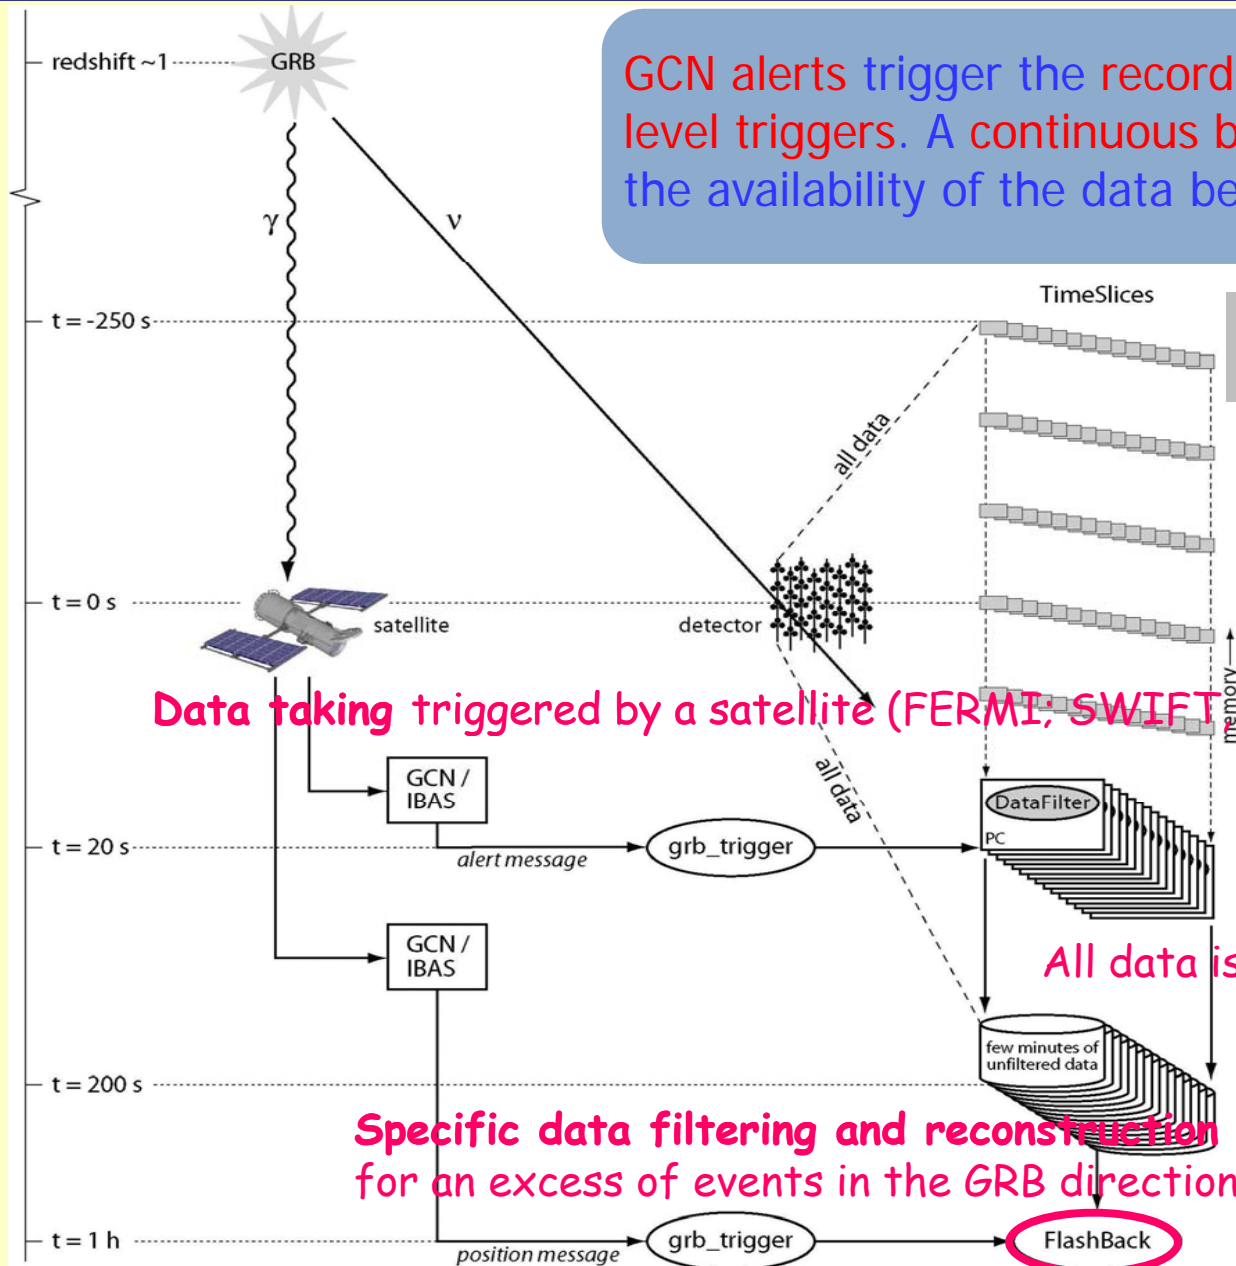 redshift ~1
GRB
GCN alerts trigger the record
level triggers. A continuous b
the availability of the data be
γ
ν
TimeSlices
t = -250 s
all data
t = 0 s
satellite
detector
memory
Data taking triggered by a satellite (FERMI; SWIFT,
GCN /
IBAS
all data
DataFilter
PC
t = 20 s
alert message
grb_trigger
GCN /
IBAS
All data is
few minutes of
unfiltered data
t = 200 s
Specific data filtering and reconstruction
for an excess of events in the GRB direction
t = 1 h
position message
grb_trigger
FlashBack